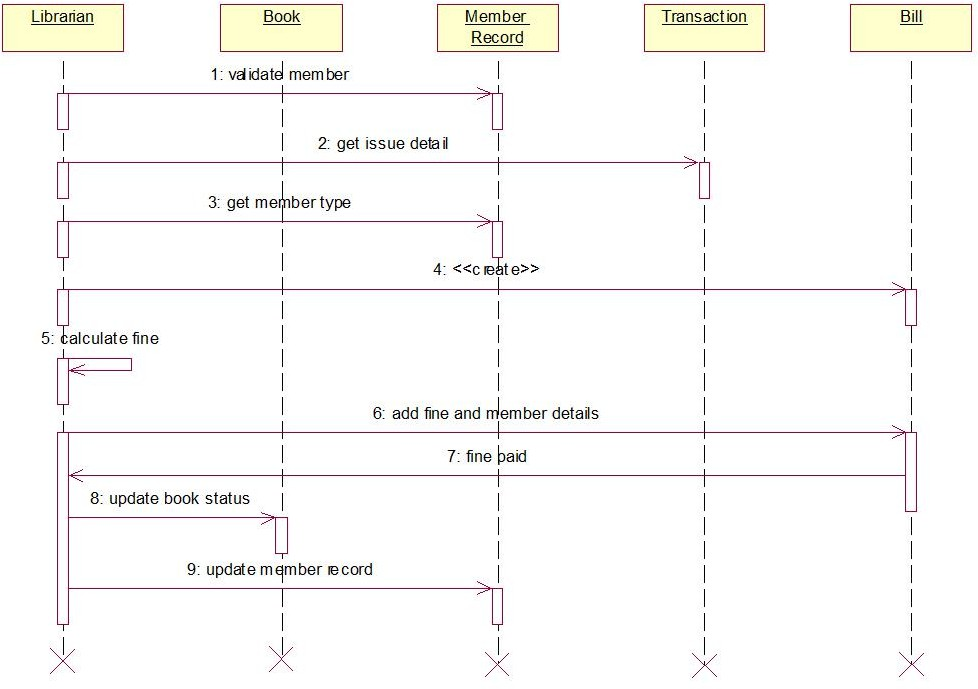 Librarian
Book
Member
Record
Transaction
Bill
1: validate member
2: get issue detail
3: get member type
4: <<create>>
5: calculate fine
6: add fine and member details
7: fine paid
8: update book status
9: update member record